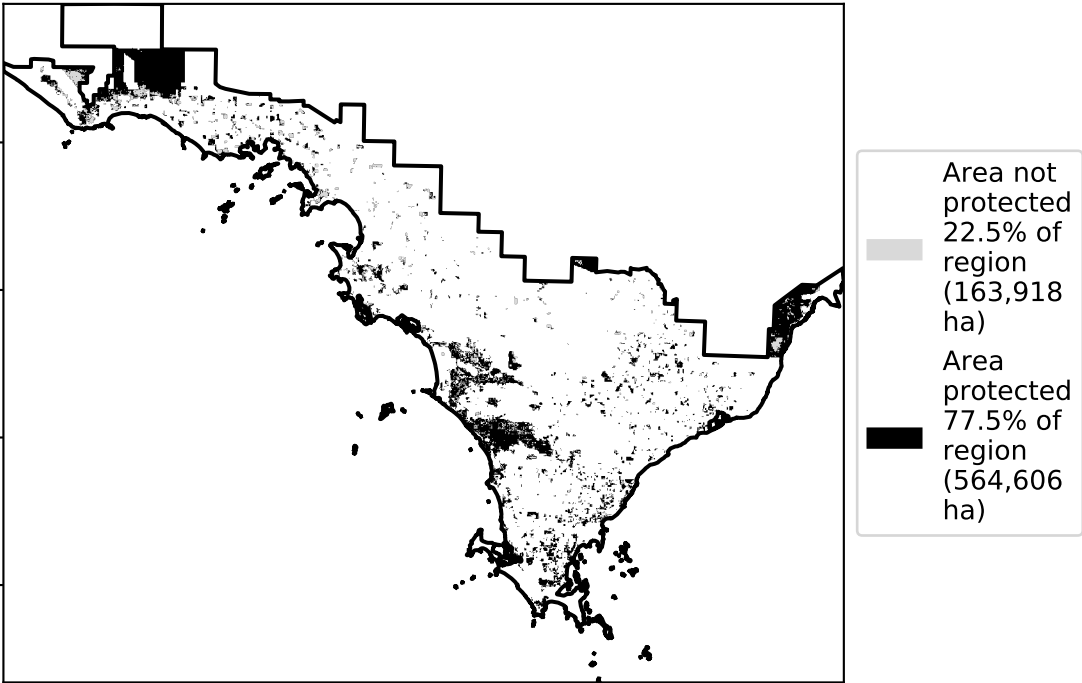 Area not
protected
22.5% of
region
(163,918
ha)
Area
protected
77.5% of
region
(564,606
ha)